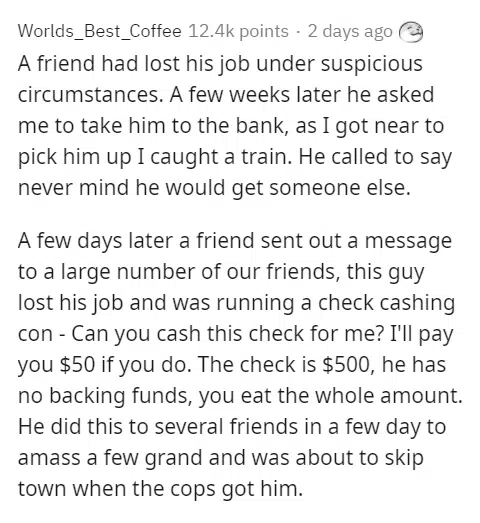 Worlds_Best_Coffee 12.4k points · 2 days ago
A friend had lost his job under suspicious
circumstances. A few weeks later he asked
me to take him to the bank, as I got near to
pick him up I caught a train. He called to say
never mind he would get someone else.
A few days later a friend sent out a message
to a large number of our friends, this guy
lost his job and was running a check cashing
con - Can you cash this check for me? I'll pay
you $50 if you do. The check is $500, he has
no backing funds, you eat the whole amount.
He did this to several friends in a few day to
amass a few grand and was about to skip
town when the cops got him.